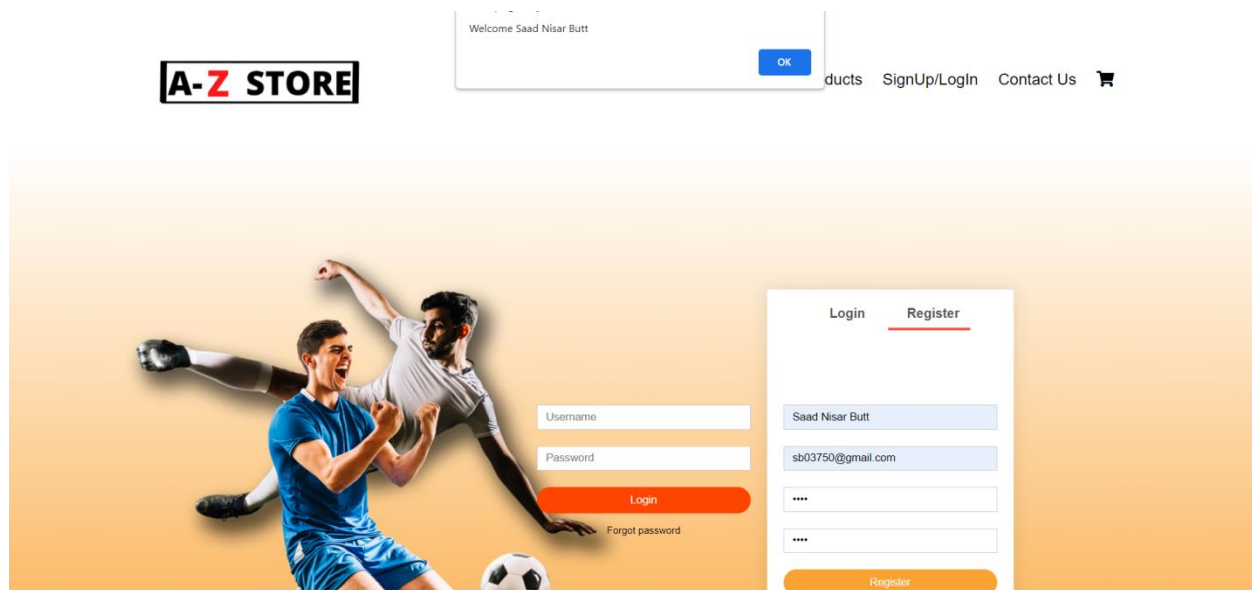 Welcome Saad Nisar Butt
OK
A-Z STORE
ducts SignUp/LogIn Contact Us
Login Register
Username
Password
Login
Forgot password
Saad Nisar Butt
sb03750@gmail.com
••••
••••
Register